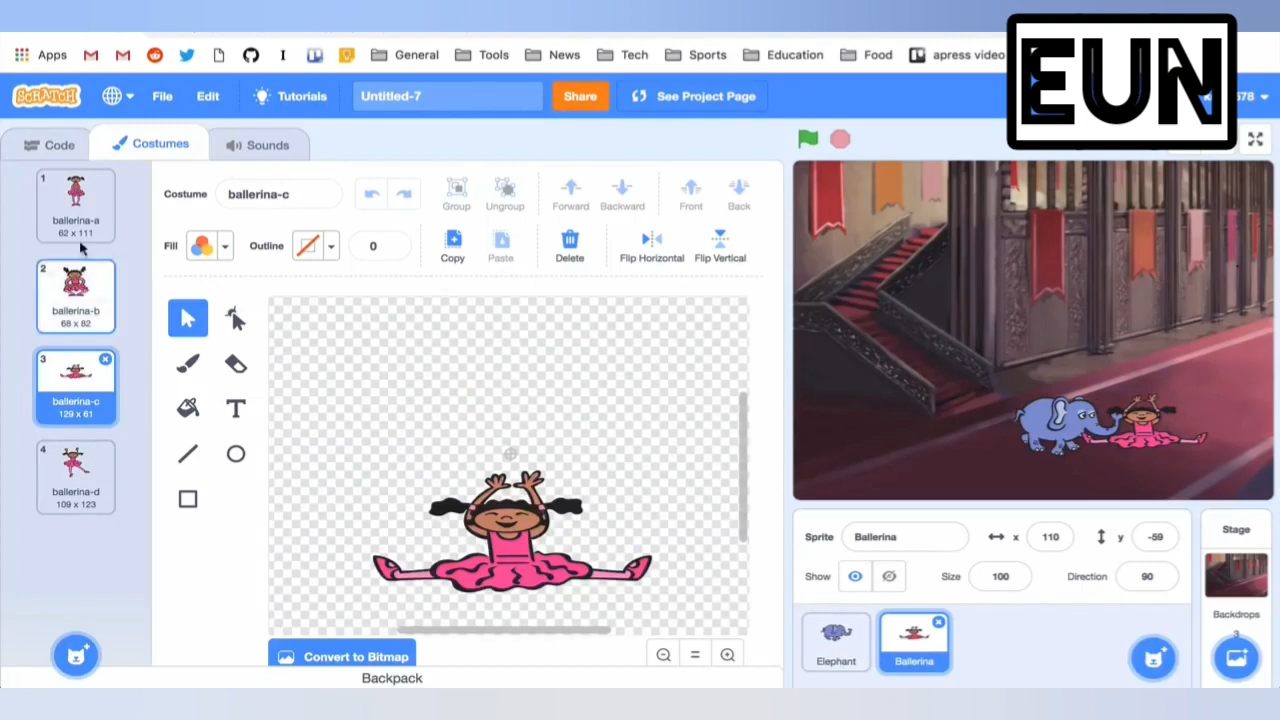 Apps General Tools News Tech Sports Education Food apress video
EUN
SCRATCH File Edit Tutorials Untitled-7 Share See Project Page 578
Code Costumes Sounds
1
ballerina-a
62 x 111
2
ballerina-b
68 x 82
3
ballerina-c
129 x 61
4
ballerina-d
109 x 123
Costume ballerina-c Group Ungroup Forward Backward Front Back
Fill Outline 0 Copy Paste Delete Flip Horizontal Flip Vertical
T
Convert to Bitmap
Backpack
Sprite Ballerina x 110 y -59
Show Size 100 Direction 90
Elephant Ballerina
Stage
Backdrops
3